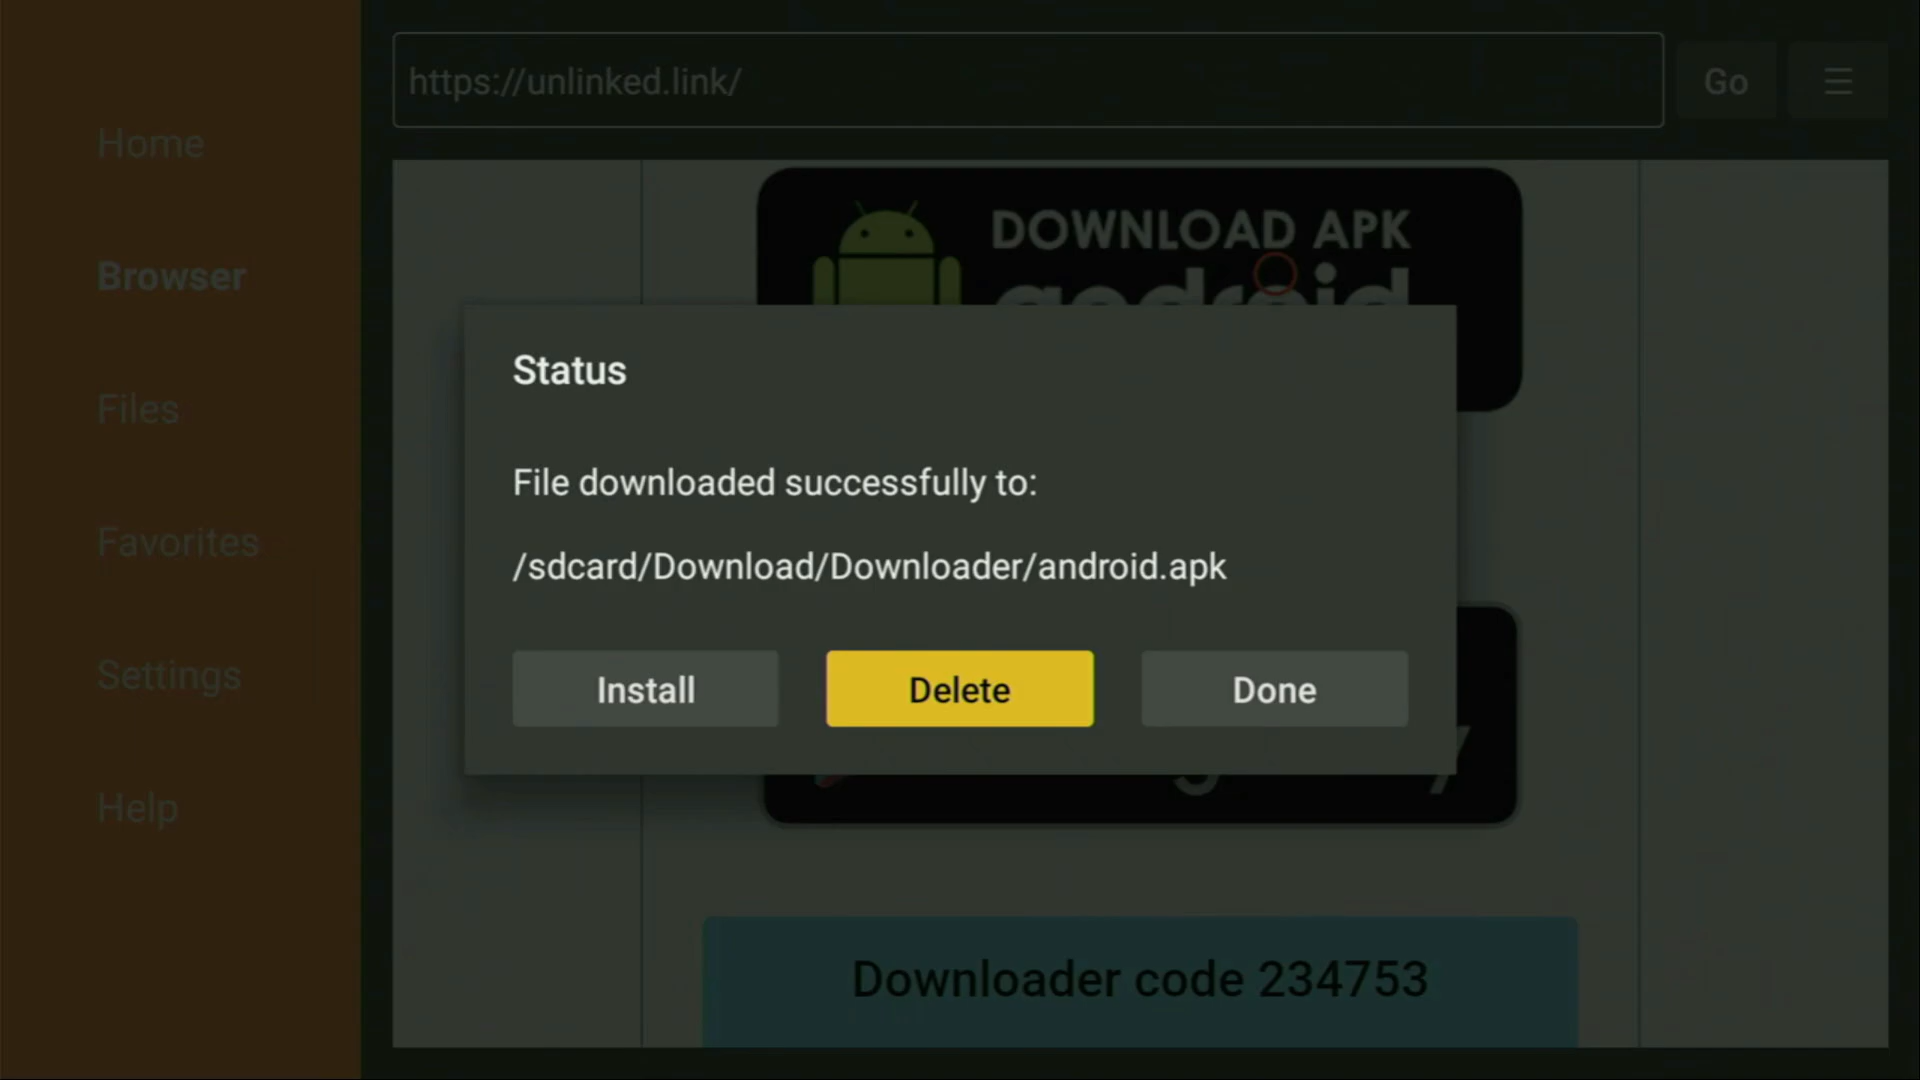 https://unlinked.link/
Go
Home
Browser
Files
Favorites
Settings
Help
DOWNLOAD APK
android
Status
File downloaded successfully to:
/sdcard/Download/Downloader/android.apk
Install
Delete
Done
Downloader code 234753